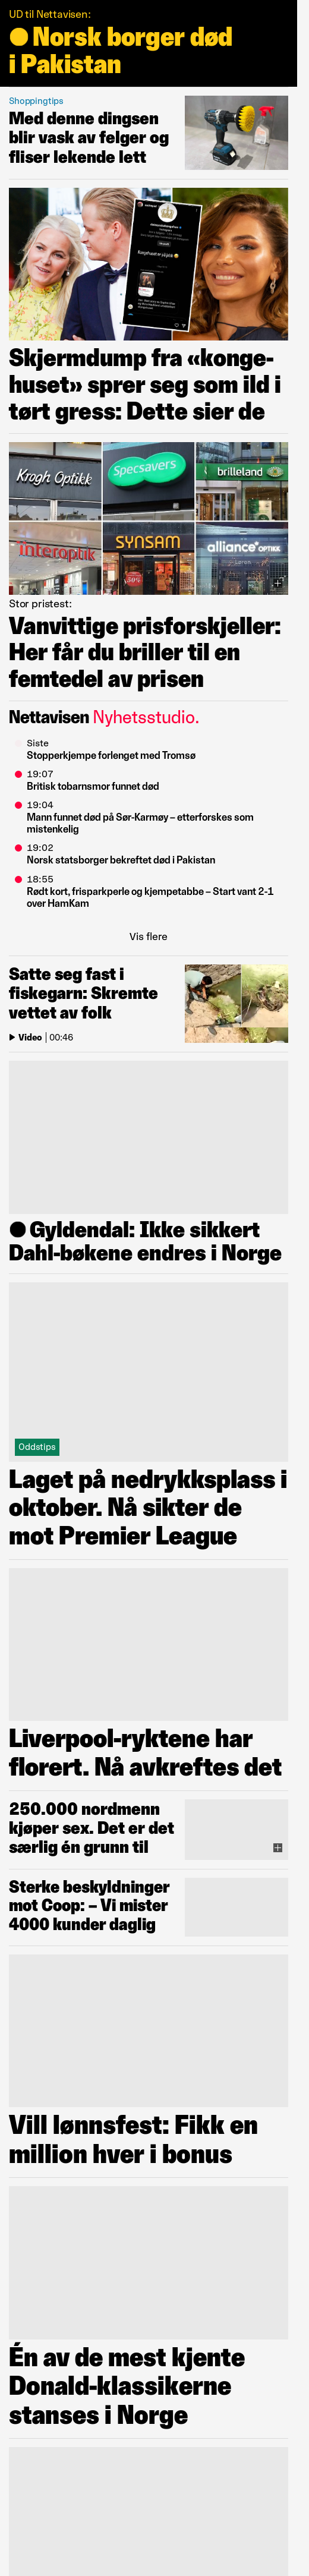 UD til Nettavisen:
Norsk borger død
i Pakistan
Shoppingtips
Med denne dingsen
blir vask av felger og
fliser lekende lett
Skjermdump fra «konge-
huset» sprer seg som ild i
tørt gress: Dette sier de
Krogh Optikk
Specsavers
brilleland
interoptik
SYNSAM
50%
alliance OPTIKK
Stor pristest:
Vanvittige prisforskjeller:
Her får du briller til en
femtedel av prisen
Nettavisen Nyhetsstudio.
Siste
Stopperkjempe forlenget med Tromsø
19:07
Britisk tobarnsmor funnet død
19:04
Mann funnet død på Sør-Karmøy – etterforskes som
mistenkelig
19:02
Norsk statsborger bekreftet død i Pakistan
18:55
Rødt kort, frisparkperle og kjempetabbe – Start vant 2-1
over HamKam
Vis flere
Satte seg fast i
fiskegarn: Skremte
vettet av folk
Video | 00:46
Gyldendal: Ikke sikkert
Dahl-bøkene endres i Norge
Oddstips
Laget på nedrykksplass i
oktober. Nå sikter de
mot Premier League
Liverpool-ryktene har
florert. Nå avkreftes det
250.000 nordmenn
kjøper sex. Det er det
særlig én grunn til
Sterke beskyldninger
mot Coop: – Vi mister
4000 kunder daglig
Vill lønnsfest: Fikk en
million hver i bonus
Én av de mest kjente
Donald-klassikerne
stanses i Norge